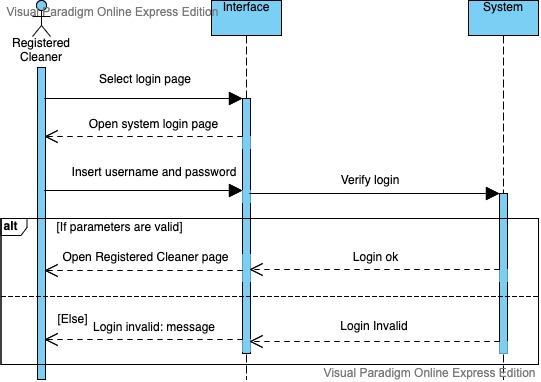 Visual Paradigm Online Express Edition
Interface
System
Registered
Cleaner
Select login page
Open system login page
Insert username and password
Verify login
alt
[If parameters are valid]
Open Registered Cleaner page
Login ok
[Else]
Login invalid: message
Login Invalid
Visual Paradigm Online Express Edition